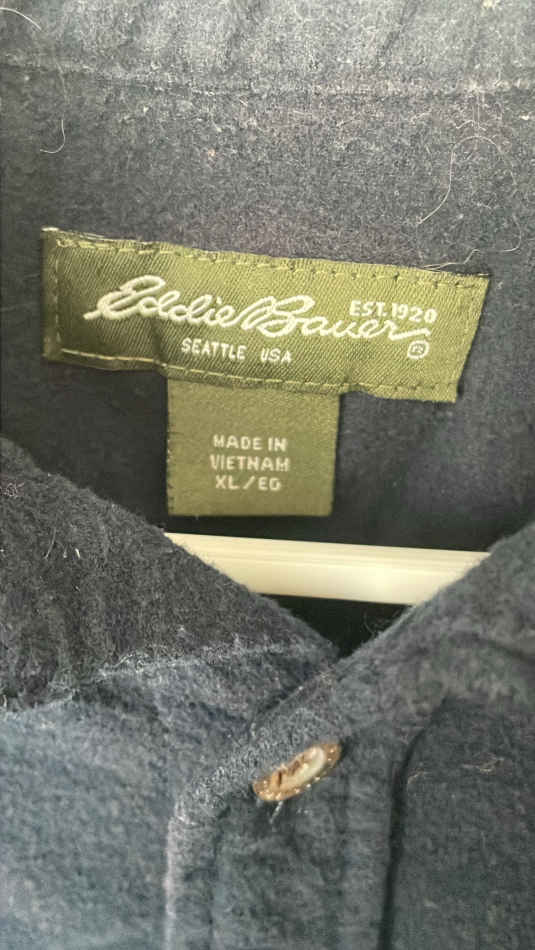 Eddie Bauer
EST. 1920
SEATTLE USA
MADE IN
VIETNAM
XL/EG